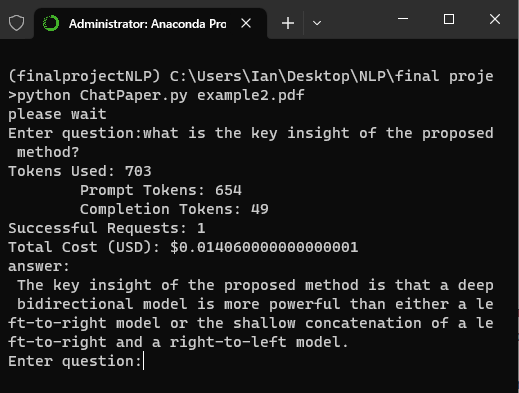 Administrator: Anaconda Pro
(finalprojectNLP) C:\Users\Ian\Desktop\NLP\final proje
>python ChatPaper.py example2.pdf
please wait
Enter question:what is the key insight of the proposed
 method?
Tokens Used: 703
        Prompt Tokens: 654
        Completion Tokens: 49
Successful Requests: 1
Total Cost (USD): $0.014060000000000001
answer:
 The key insight of the proposed method is that a deep
 bidirectional model is more powerful than either a le
ft-to-right model or the shallow concatenation of a le
ft-to-right and a right-to-left model.
Enter question: